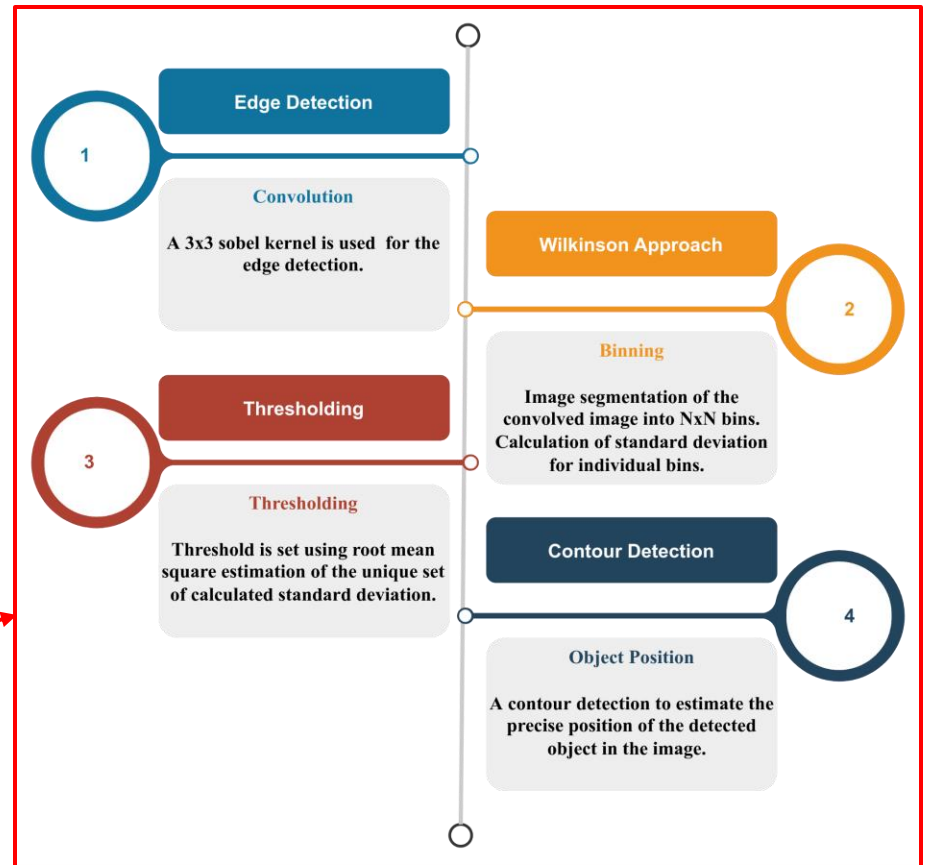 1
Edge Detection
Convolution
A 3x3 sobel kernel is used for the
edge detection.
Wilkinson Approach
2
Binning
Image segmentation of the
convolved image into NxN bins.
Calculation of standard deviation
for individual bins.
Thresholding
3
Thresholding
Threshold is set using root mean
square estimation of the unique set
of calculated standard deviation.
Contour Detection
4
Object Position
A contour detection to estimate the
precise position of the detected
object in the image.